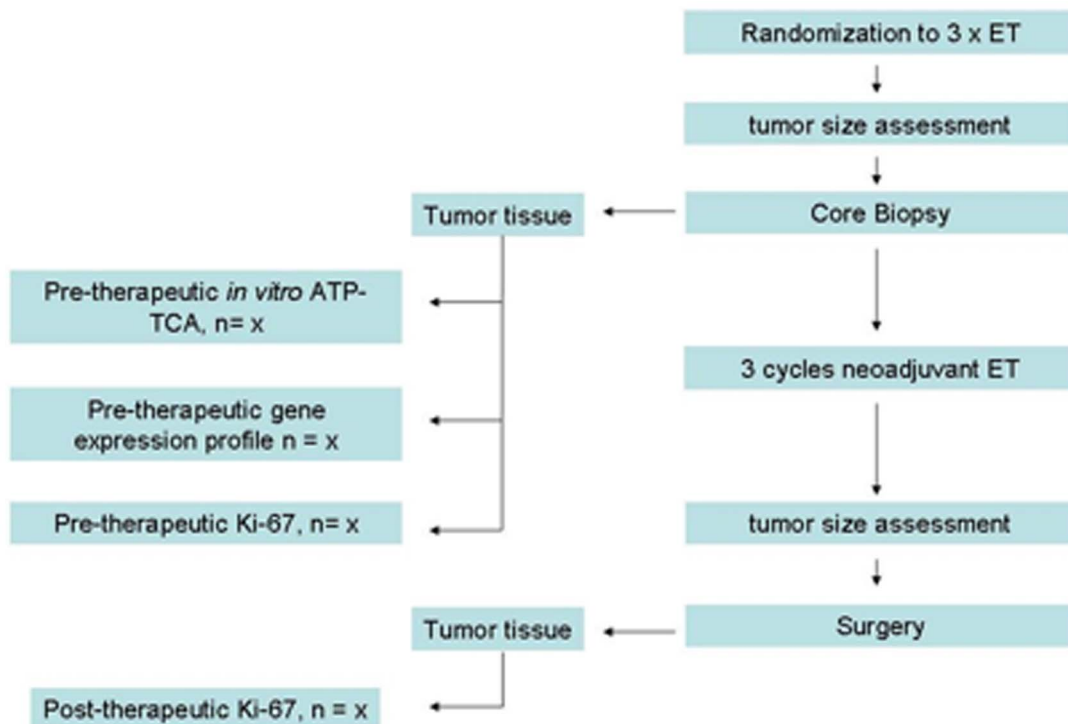 Randomization to 3 x ET
tumor size assessment
Core Biopsy
Tumor tissue
Pre-therapeutic in vitro ATP-
TCA, n= x
Pre-therapeutic gene
expression profile n = x
Pre-therapeutic Ki-67, n= x
3 cycles neoadjuvant ET
tumor size assessment
Surgery
Tumor tissue
Post-therapeutic Ki-67, n = x